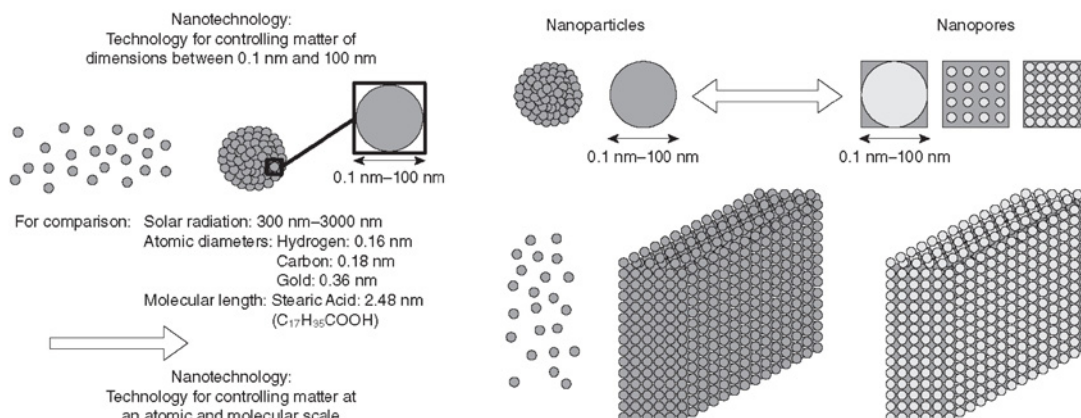 Nanotechnology:
Technology for controlling matter of
dimensions between 0.1 nm and 100 nm
0.1 nm–100 nm
For comparison: Solar radiation: 300 nm–3000 nm
Atomic diameters: Hydrogen: 0.16 nm
Carbon: 0.18 nm
Gold: 0.36 nm
Molecular length: Stearic Acid: 2.48 nm
(C₁₇H₃₅COOH)
Nanotechnology:
Technology for controlling matter at
an atomic and molecular scale
Nanoparticles
Nanopores
0.1 nm–100 nm
0.1 nm–100 nm